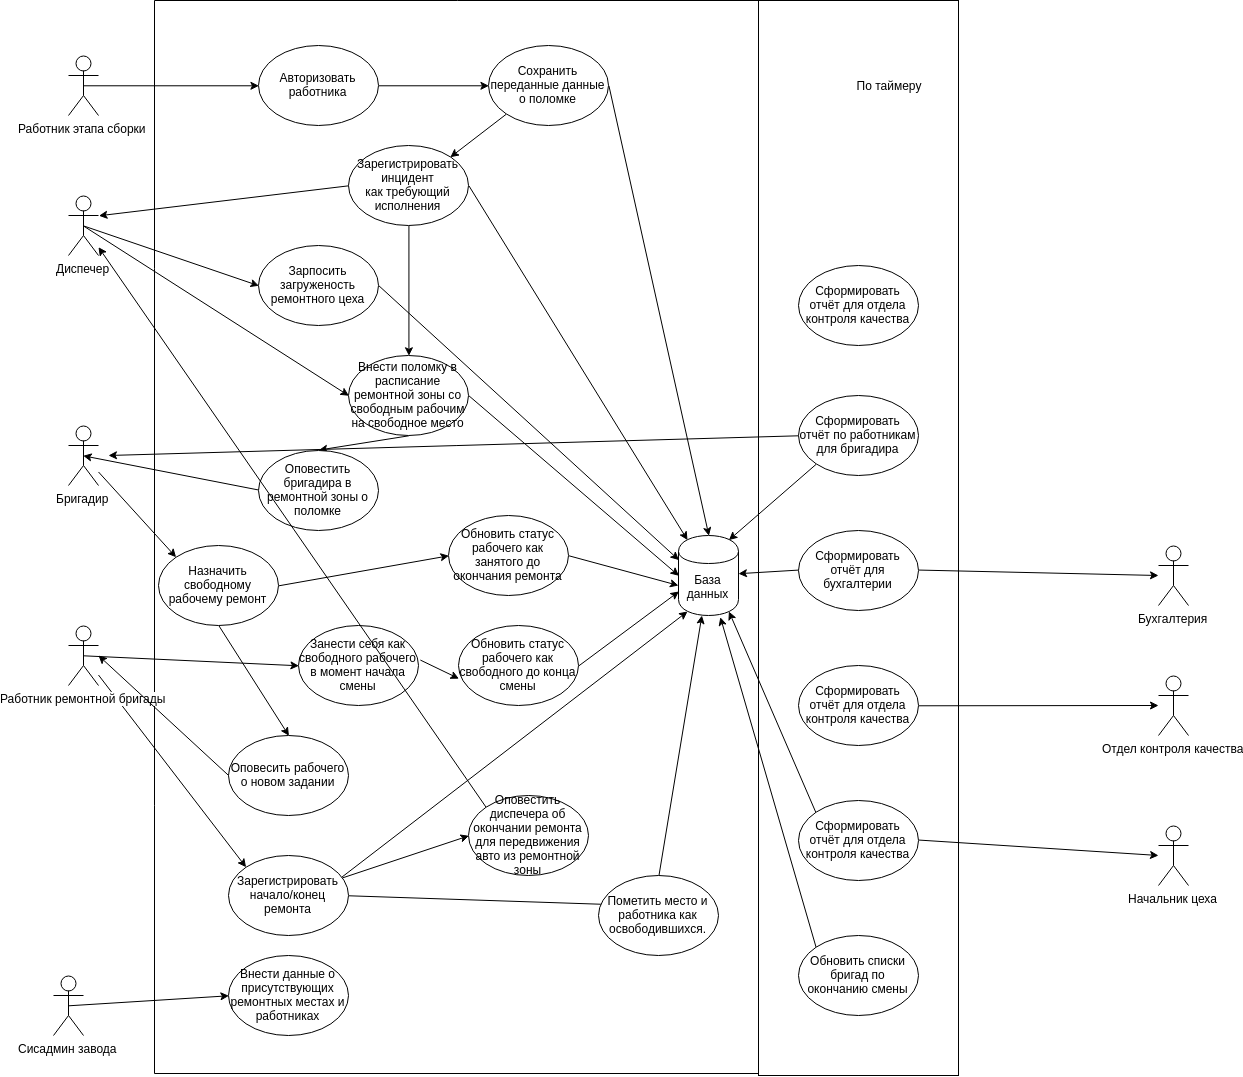 Авторизовать
работника
Сохранить
переданные данные
о поломке
По таймеру
Работник этапа сборки
Зарегистрировать
инцидент
как требующий
исполнения
Диспечер
Зарпосить
загруженость
ремонтного цеха
Сформировать
отчёт для отдела
контроля качества
Внести поломку в
расписание
ремонтной зоны со
свободным рабочим
на свободное место
Сформировать
отчёт по работникам
для бригадира
Бригадир
Оповестить
бригадира в
ремонтной зоны о
поломке
Обновить статус
рабочего как
занятого до
окончания ремонта
Назначить
свободному
рабочему ремонт
База
данных
Сформировать
отчёт для
бухгалтерии
Бухгалтерия
Занести себя как
свободного рабочего
в момент начала
смены
Обновить статус
рабочего как
свободного до конца
смены
Работник ремонтной бригады
Сформировать
отчёт для отдела
контроля качества
Отдел контроля качества
Оповесить рабочего
о новом задании
Оповестить
диспечера об
окончании ремонта
для передвижения
авто из ремонтной
зоны
Сформировать
отчёт для отдела
контроля качества
Начальник цеха
Зарегистрировать
начало/конец
ремонта
Пометить место и
работника как
освободившихся.
Внести данные о
присутствующих
ремонтных местах и
работниках
Обновить списки
бригад по
окончанию смены
Сисадмин завода